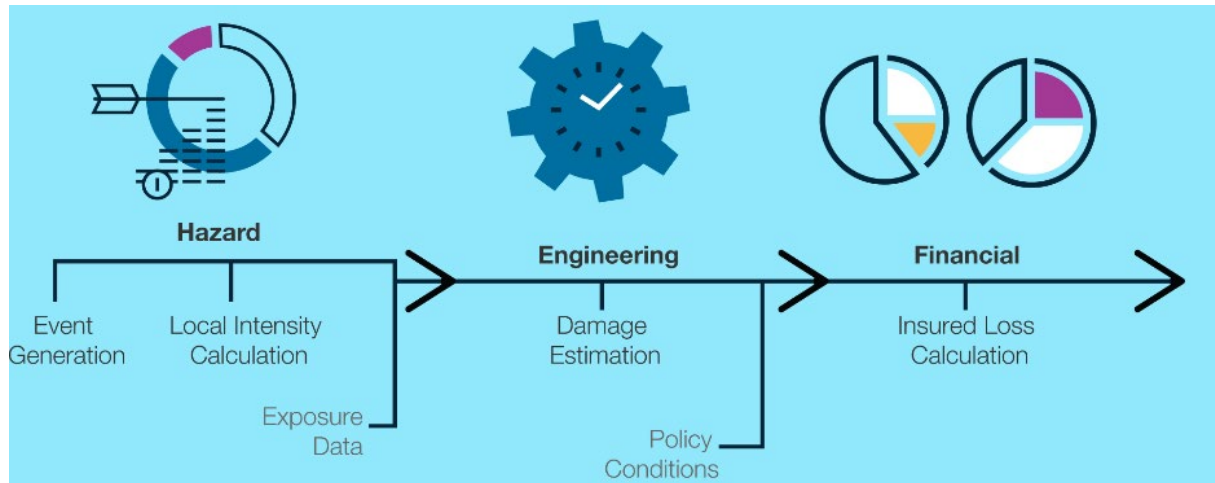 Hazard
Engineering
Financial
Event
Generation
Local Intensity
Calculation
Damage
Estimation
Insured Loss
Calculation
Exposure
Data
Policy
Conditions